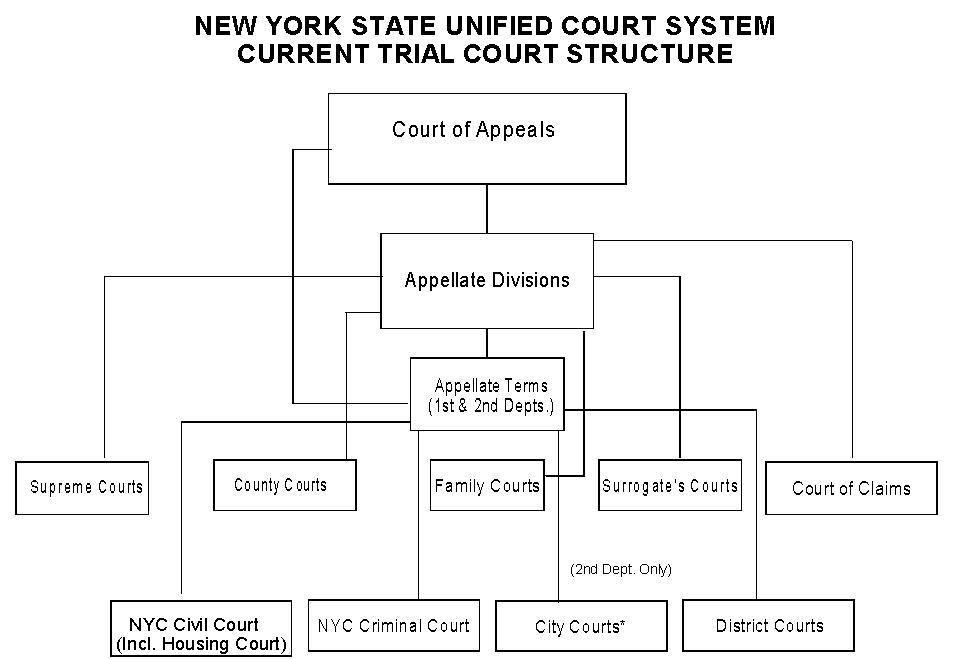 NEW YORK STATE UNIFIED COURT SYSTEM
CURRENT TRIAL COURT STRUCTURE
Court of Appeals
Appellate Divisions
Appellate Terms
(1st & 2nd Depts.)
Supreme Courts
County Courts
Family Courts
Surrogate's Courts
Court of Claims
(2nd Dept. Only)
NYC Civil Court
(Incl. Housing Court)
NYC Criminal Court
City Courts*
District Courts